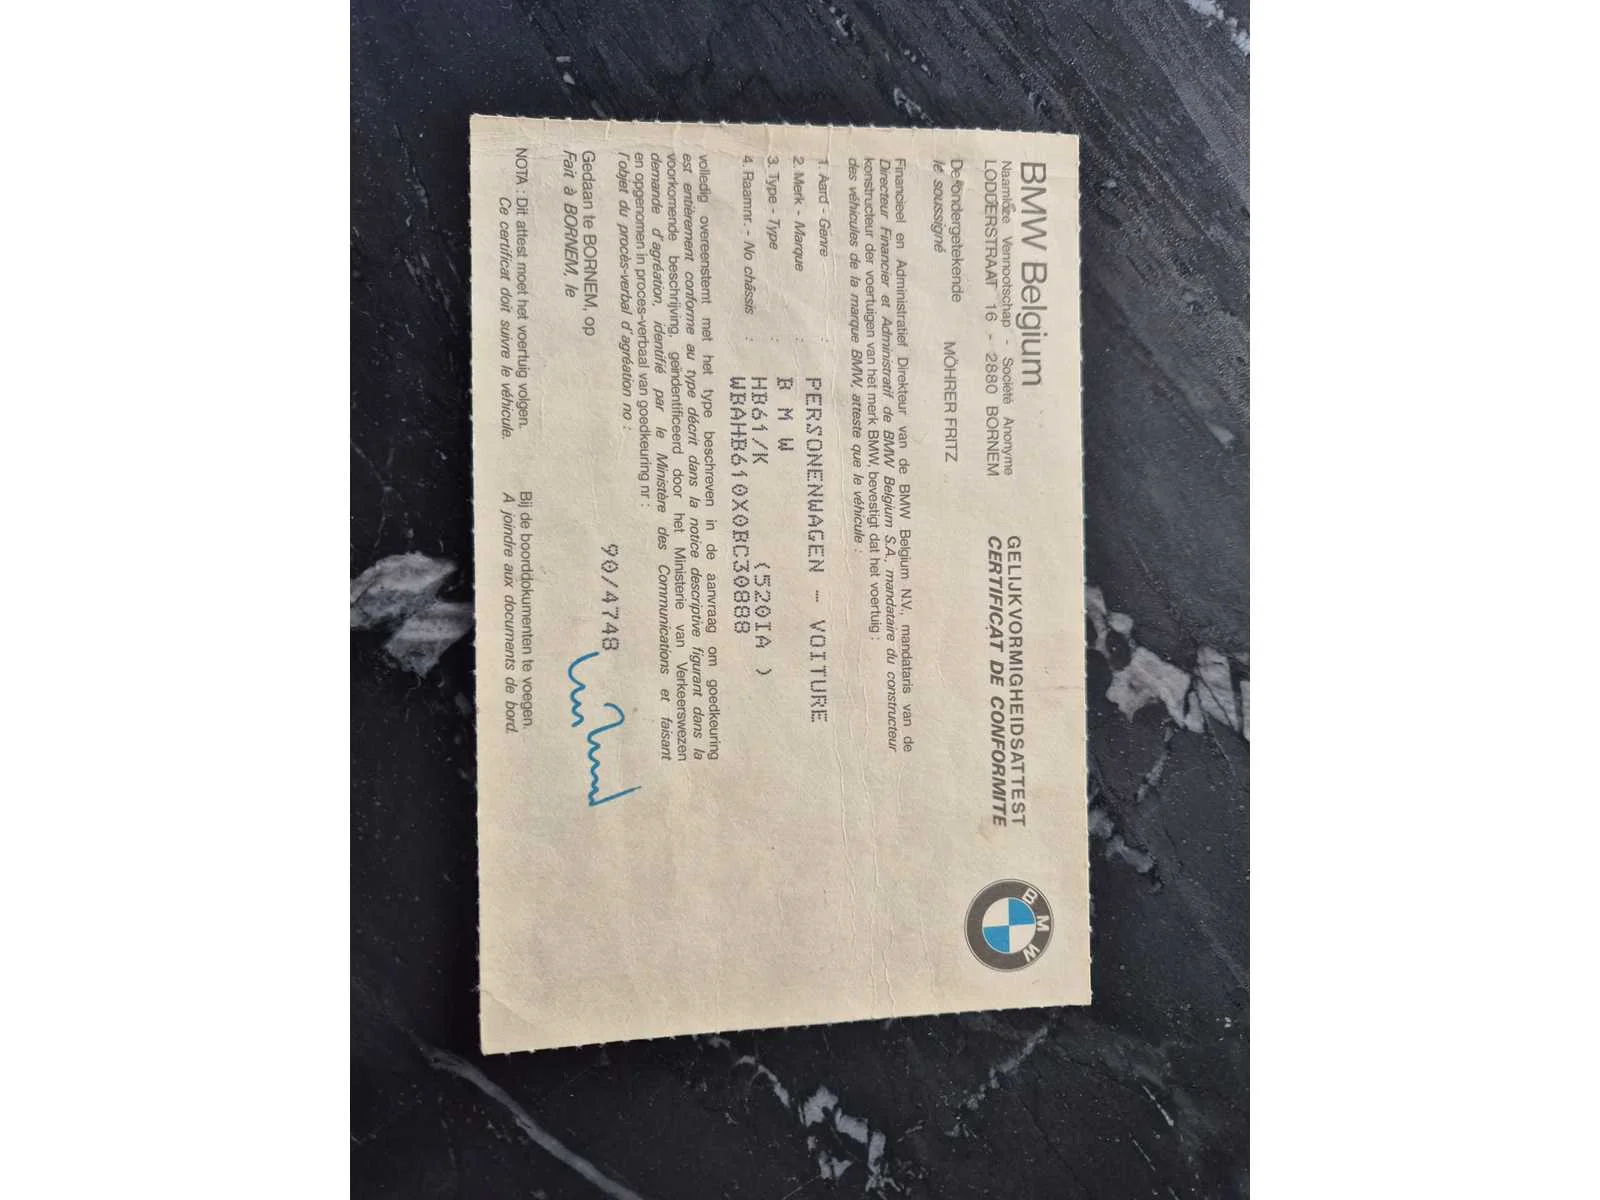 BMW Belgium
Naamloze Vennootschap - Société Anonyme
LODDERSTRAAT 16 - 2880 BORNEM
GELIJKVORMIGHEIDSATTEST
CERTIFICAT DE CONFORMITE
BMW
De ondergetekende MÖHRER FRITZ
le soussigné
Financieel en Administratief Direkteur van de BMW Belgium N.V., mandataris van de
Directeur Financier et Administratif de BMW Belgium S.A., mandataire du constructeur
konstructeur der voertuigen van het merk BMW, bevestigt dat het voertuig :
des véhicules de la marque BMW, atteste que le véhicule :
1. Aard - Genre : PERSONENWAGEN - VOITURE
2. Merk - Marque : B M W
3. Type - Type : HB61/K (520IA )
4. Raamnr. - No châssis : WBAHB610X0BC30888
volledig overeenstemt met het type beschreven in de aanvraag om goedkeuring
est entièrement conforme au type décrit dans la notice descriptive figurant dans la
voorkomende beschrijving, geïndentificeerd door het Ministerie van Verkeerswezen
demande d'agréation, identifié par le Ministère des Communications et faisant
en opgenomen in proces-verbaal van goedkeuring nr :
l'objet du procès-verbal d'agréation no : 90/4748
Gedaan te BORNEM, op
Fait à BORNEM, le
NOTA : Dit attest moet het voertuig volgen. Bij de boorddokumenten te voegen.
Ce certificat doit suivre le véhicule. A joindre aux documents de bord.